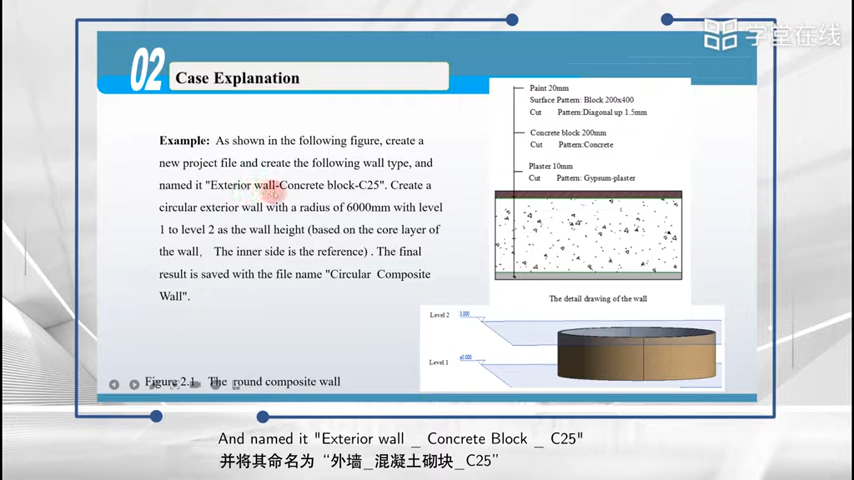 学堂在线
02
Case Explanation
Example: As shown in the following figure, create a
new project file and create the following wall type, and
named it "Exterior wall-Concrete block-C25". Create a
circular exterior wall with a radius of 6000mm with level
1 to level 2 as the wall height (based on the core layer of
the wall, The inner side is the reference) . The final
result is saved with the file name "Circular Composite
Wall".
Paint 20mm
Surface Pattern: Block 200x400
Cut Pattern:Diagonal up 1.5mm
Concrete block 200mm
Cut Pattern:Concrete
Plaster 10mm
Cut Pattern: Gypsum-plaster
The detail drawing of the wall
Level 2
3.000
Level 1
±0.000
Figure 2.1 The round composite wall
And named it "Exterior wall _ Concrete Block _ C25"
并将其命名为“外墙_混凝土砌块_C25”